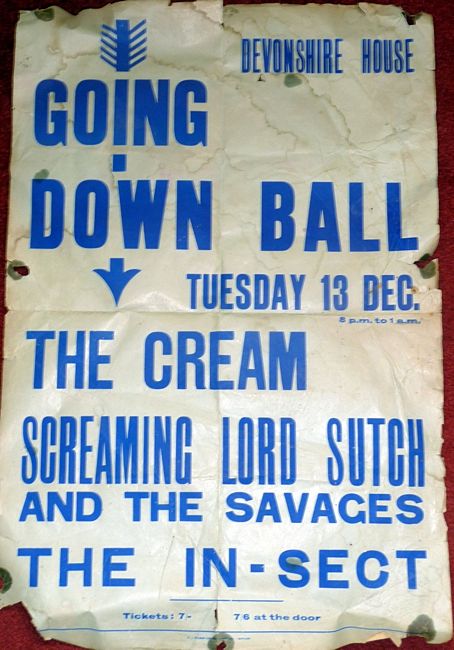 DEVONSHIRE HOUSE
GOING
DOWN BALL
TUESDAY 13 DEC.
8 p.m. to 1 a.m.
THE CREAM
SCREAMING LORD SUTCH
AND THE SAVAGES
THE IN-SECT
Tickets: 7/- 7/6 at the door